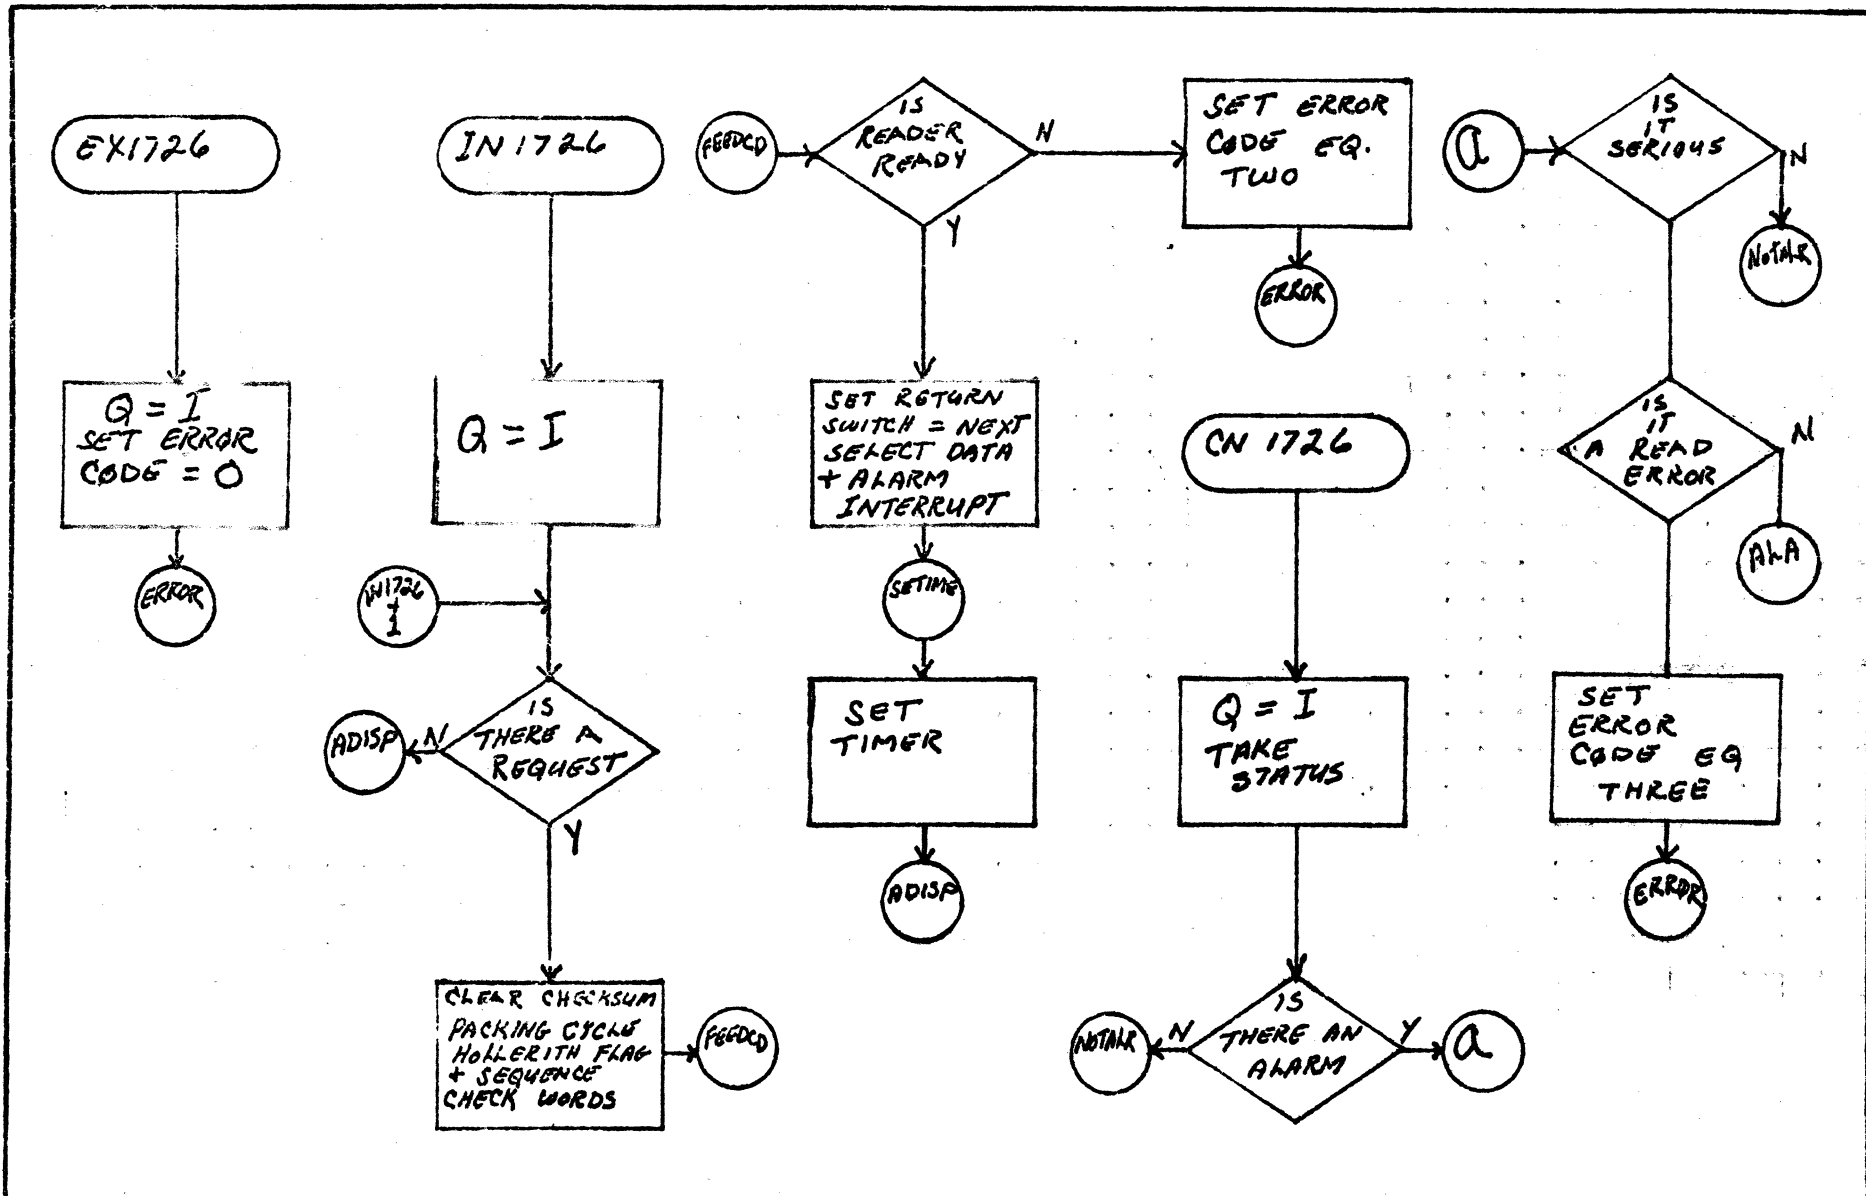 EX1726
Q = I
SET ERROR
CODE = 0
ERROR
IN 1726
Q = I
IN1726
+
1
IS
THERE A
REQUEST
N
ADISP
Y
CLEAR CHECKSUM
PACKING CYCLE
HOLLERITH FLAG
+ SEQUENCE
CHECK WORDS
FEEDCD
FEEDCD
IS
READER
READY
N
Y
SET ERROR
CODE EQ.
TWO
ERROR
SET RETURN
SWITCH = NEXT
SELECT DATA
+ ALARM
INTERRUPT
SETIME
SET
TIMER
ADISP
CN 1726
Q = I
TAKE
STATUS
IS
THERE AN
ALARM
N
NOTALR
Y
a
a
IS
IT
SERIOUS
N
NOTALR
IS
IT
A READ
ERROR
N
ALA
SET
ERROR
CODE EQ
THREE
ERROR